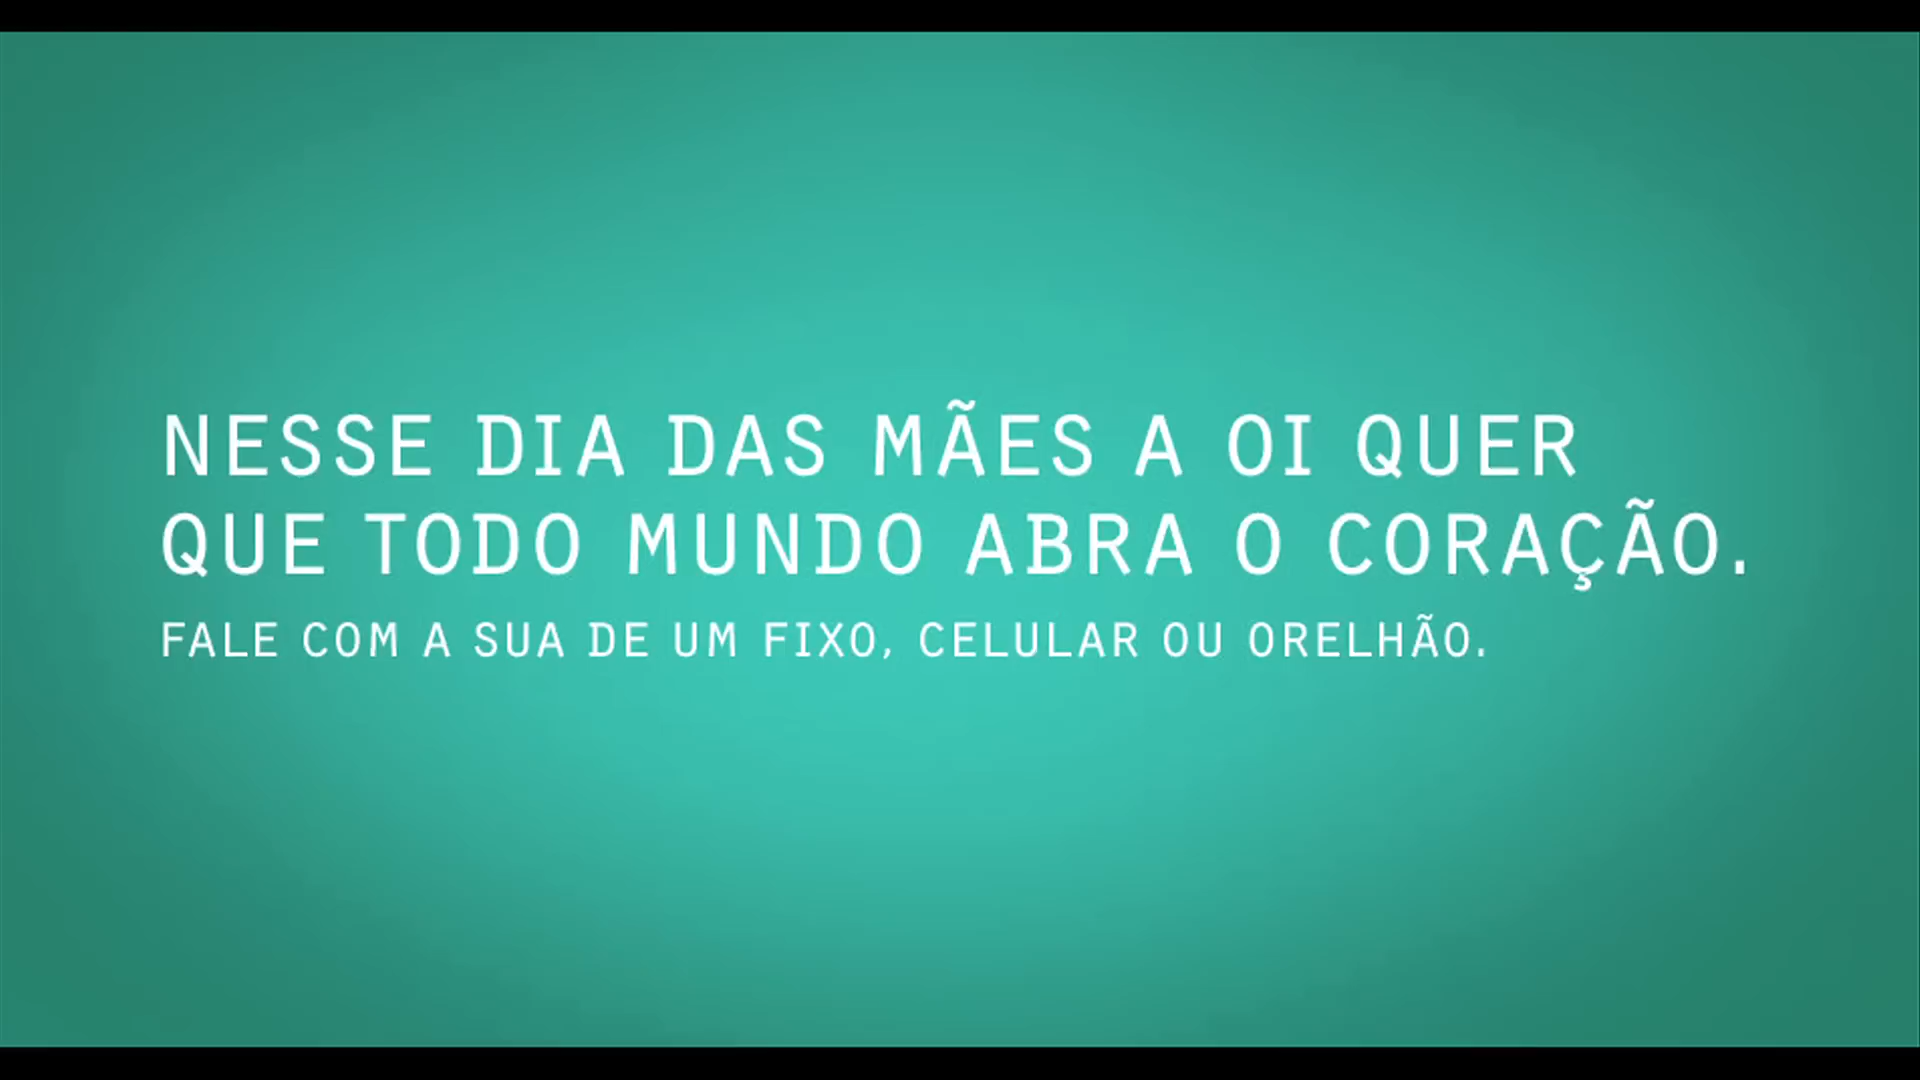 NESSE DIA DAS MÃES A OI QUER
QUE TODO MUNDO ABRA O CORAÇÃO.
FALE COM A SUA DE UM FIXO, CELULAR OU ORELHÃO.